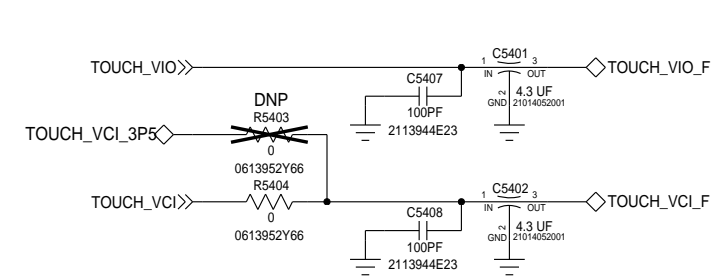 C5401
TOUCH_VIO
1
3
TOUCH_VIO_F
IN
OUT
C5407
2
GND
4.3 UF
21014052001
DNP
100PF
R5403
2113944E23
TOUCH_VCI_3P5
0
0613952Y66
R5404
C5402
TOUCH_VCI
1
3
TOUCH_VCI_F
IN
OUT
0
C5408
2
GND
4.3 UF
21014052001
0613952Y66
100PF
2113944E23